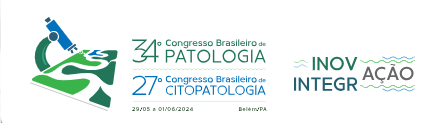 34º Congresso Brasileiro de
PATOLOGIA
27º Congresso Brasileiro de
CITOPATOLOGIA
29/05 a 01/06/2024 Belém/PA
INOV
INTEGR AÇÃO